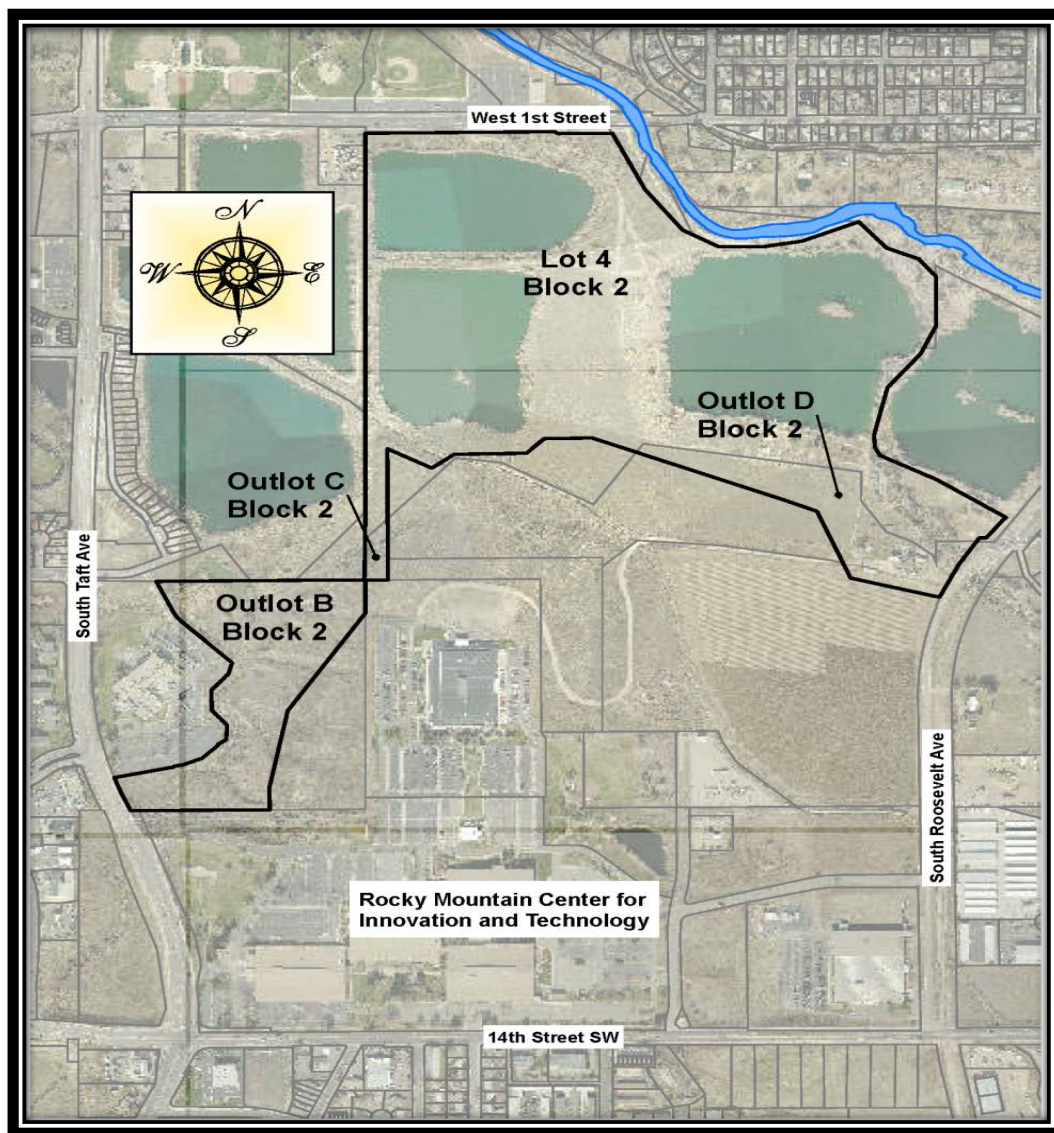 West 1st Street
N
W
E
S
Lot 4
Block 2
Outlot D
Block 2
Outlot C
Block 2
Outlot B
Block 2
South Taft Ave
South Roosevelt Ave
Rocky Mountain Center for
Innovation and Technology
14th Street SW